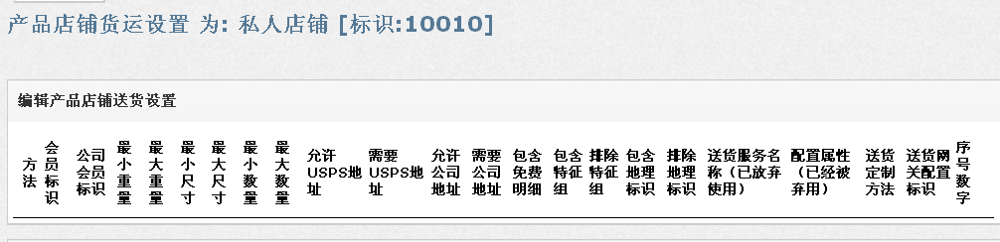 产品店铺货运设置 为: 私人店铺 [标识:10010]
编辑产品店铺送货设置
方法
会员标识
公司会员标识
最小重量
最大重量
最小尺寸
最大尺寸
最小数量
最大数量
允许
USPS地
址
需要
USPS地
址
允许
公司
地址
需要
公司
地址
包含
免费
明细
包含
特征
组
排除
特征
组
包含
地理
标识
排除
地理
标识
送货服务名
称（已放弃
使用）
配置属性
（已经被
弃用）
送货
定制
方法
送货网
关配置
标识
序号数字